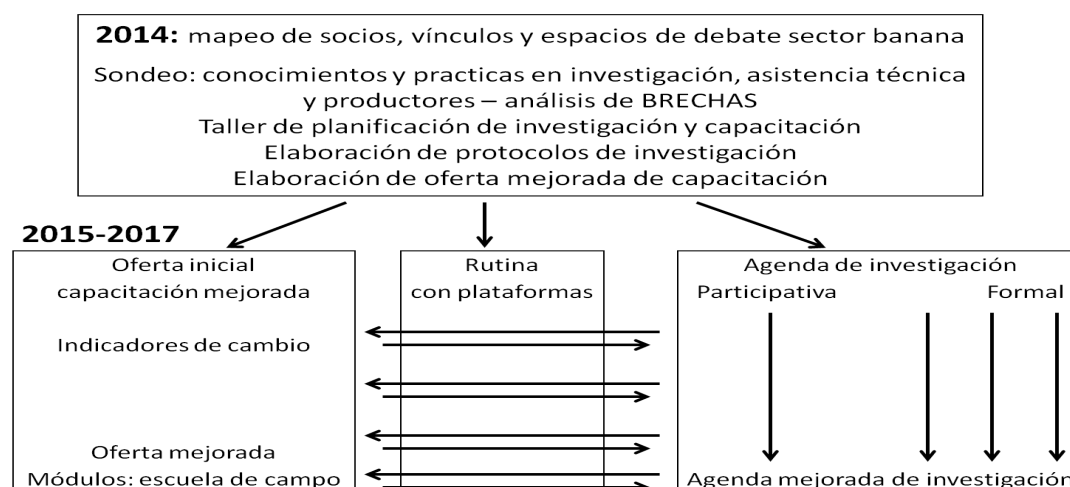 2014: mapeo de socios, vínculos y espacios de debate sector banana
Sondeo: conocimientos y practicas en investigación, asistencia técnica
y productores – análisis de BRECHAS
Taller de planificación de investigación y capacitación
Elaboración de protocolos de investigación
Elaboración de oferta mejorada de capacitación
2015-2017
Oferta inicial
capacitación mejorada
Indicadores de cambio
Oferta mejorada
Módulos: escuela de campo
Rutina
con plataformas
Agenda de investigación
Participativa Formal
Agenda mejorada de investigación